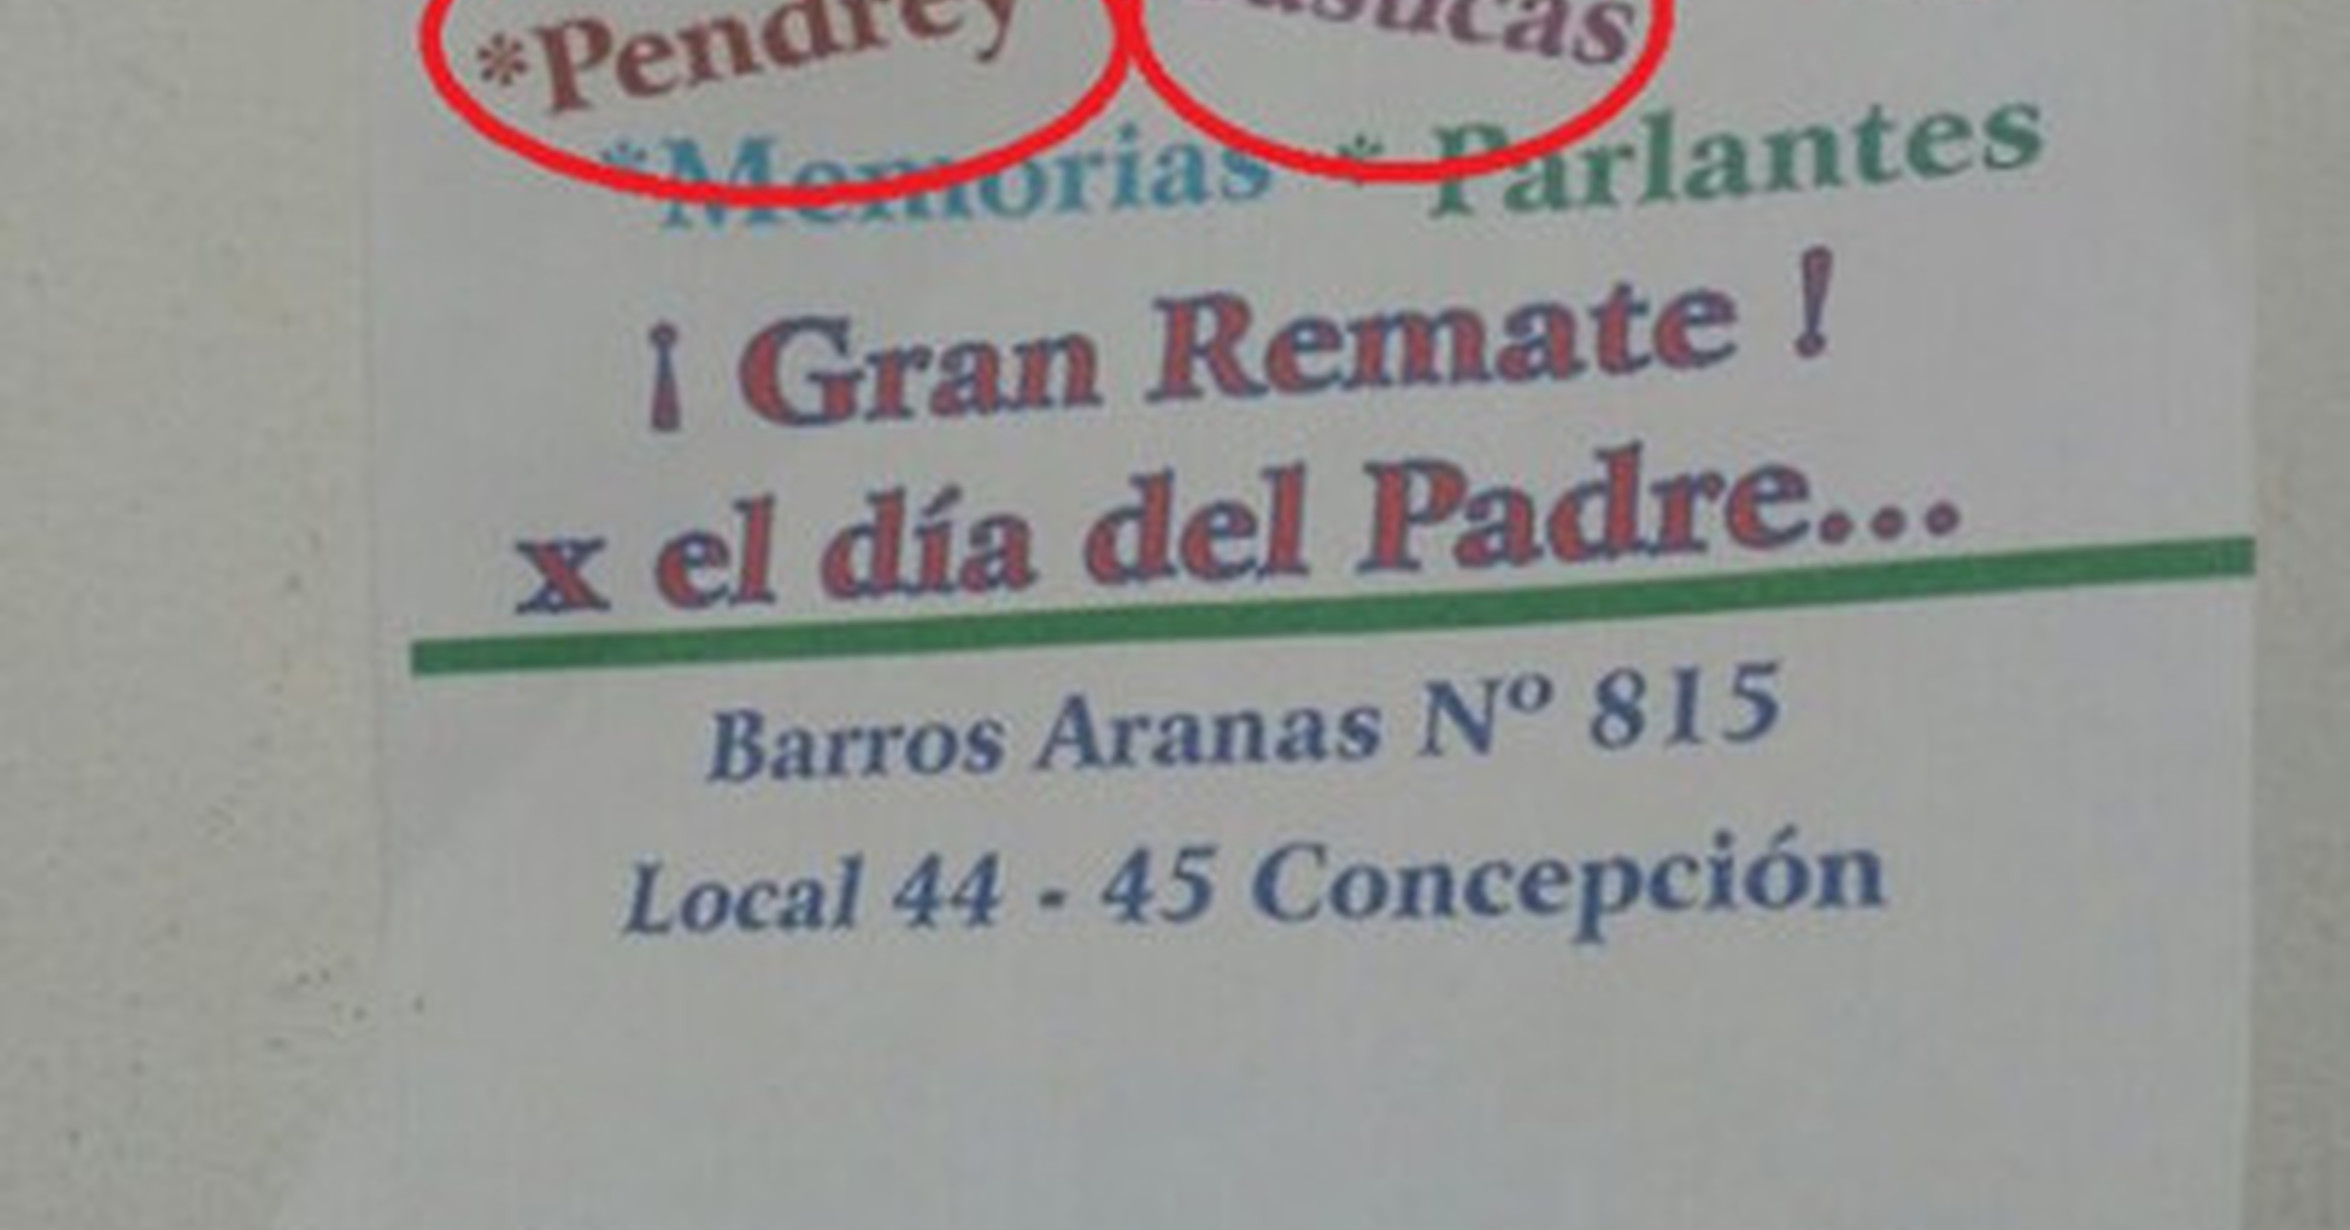 *Pendrey
*Memorias * Parlantes
¡ Gran Remate !
x el día del Padre...
Barros Aranas Nº 815
Local 44 - 45 Concepción